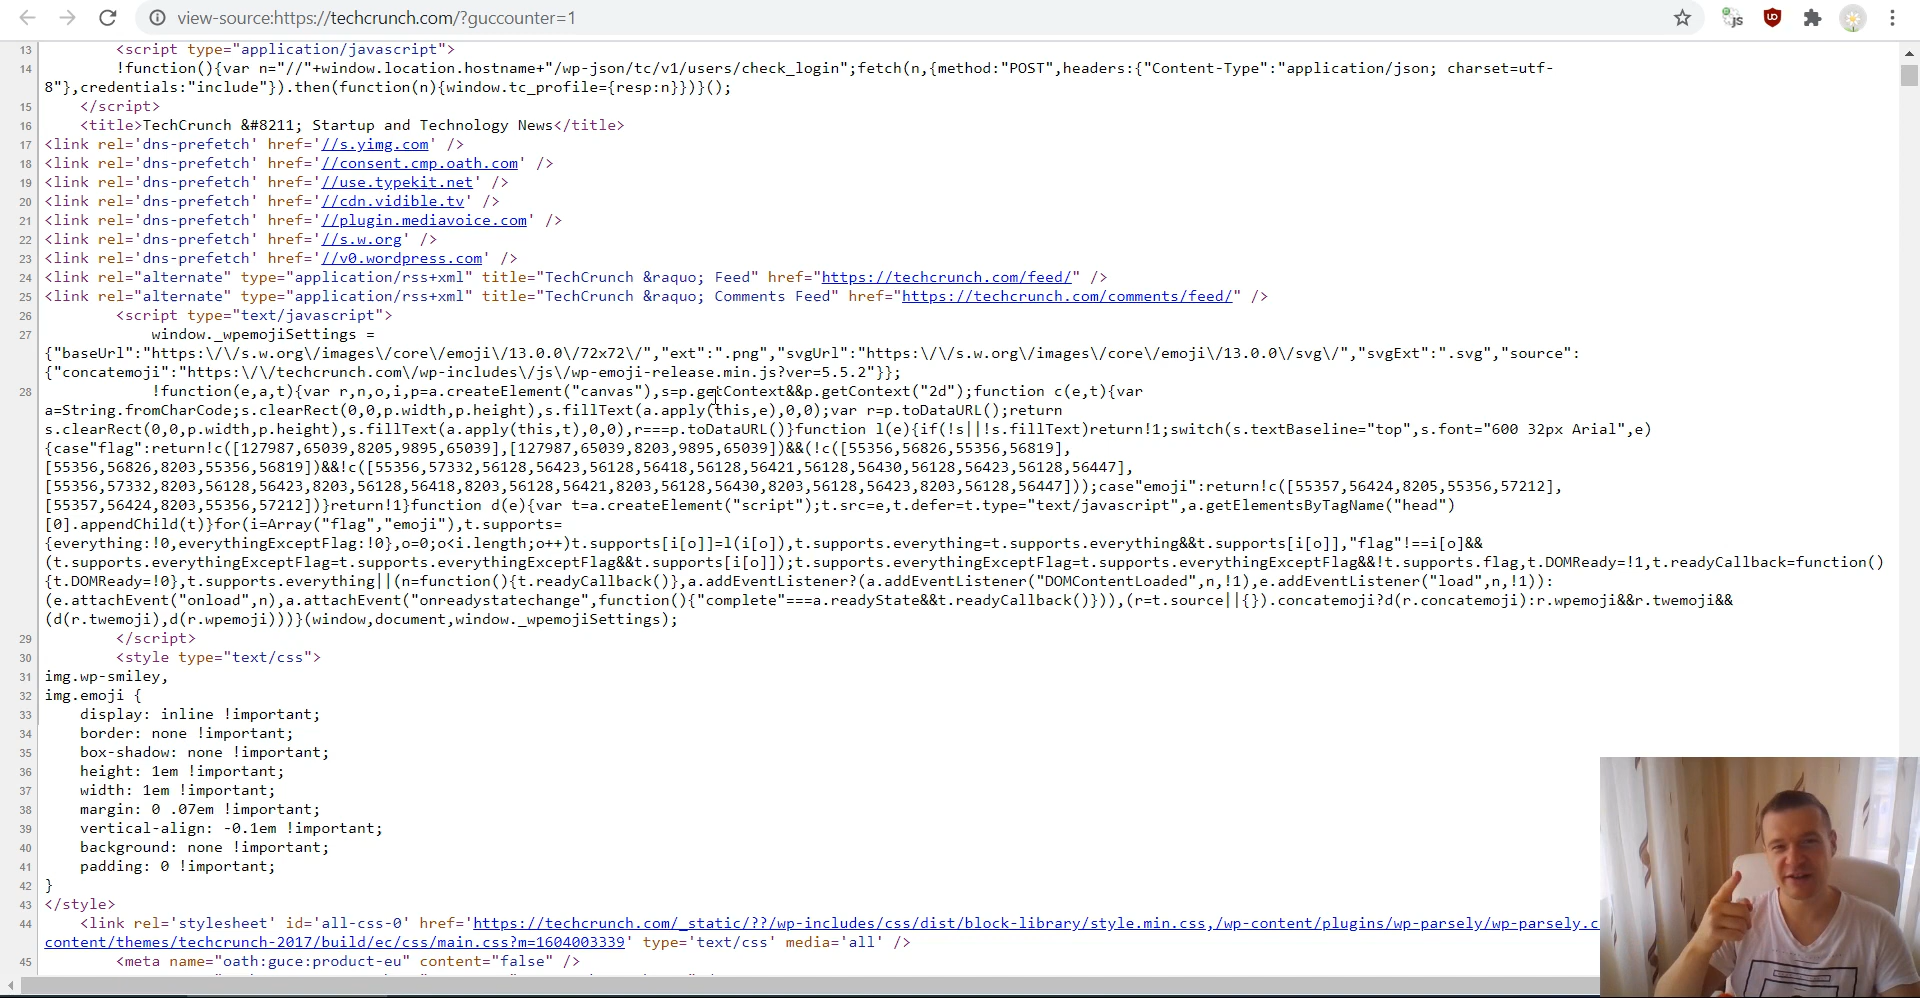 view-source:https://techcrunch.com/?guccounter=1
13 <script type="application/javascript">
14 !function(){var n="//"+window.location.hostname+"/wp-json/tc/v1/users/check_login";fetch(n,{method:"POST",headers:{"Content-Type":"application/json; charset=utf-
8"},credentials:"include"}).then(function(n){window.tc_profile={resp:n}})}();
15 </script>
16 <title>TechCrunch &#8211; Startup and Technology News</title>
17 <link rel='dns-prefetch' href='//s.yimg.com' />
18 <link rel='dns-prefetch' href='//consent.cmp.oath.com' />
19 <link rel='dns-prefetch' href='//use.typekit.net' />
20 <link rel='dns-prefetch' href='//cdn.vidible.tv' />
21 <link rel='dns-prefetch' href='//plugin.mediavoice.com' />
22 <link rel='dns-prefetch' href='//s.w.org' />
23 <link rel='dns-prefetch' href='//v0.wordpress.com' />
24 <link rel="alternate" type="application/rss+xml" title="TechCrunch &raquo; Feed" href="https://techcrunch.com/feed/" />
25 <link rel="alternate" type="application/rss+xml" title="TechCrunch &raquo; Comments Feed" href="https://techcrunch.com/comments/feed/" />
26 <script type="text/javascript">
27 window._wpemojiSettings =
{"baseUrl":"https:\/\/s.w.org\/images\/core\/emoji\/13.0.0\/72x72\/","ext":".png","svgUrl":"https:\/\/s.w.org\/images\/core\/emoji\/13.0.0\/svg\/","svgExt":".svg","source":
{"concatemoji":"https:\/\/techcrunch.com\/wp-includes\/js\/wp-emoji-release.min.js?ver=5.5.2"}};
28 !function(e,a,t){var r,n,o,i,p=a.createElement("canvas"),s=p.getContext&&p.getContext("2d");function c(e,t){var
a=String.fromCharCode;s.clearRect(0,0,p.width,p.height),s.fillText(a.apply(this,e),0,0);var r=p.toDataURL();return
s.clearRect(0,0,p.width,p.height),s.fillText(a.apply(this,t),0,0),r===p.toDataURL()}function l(e){if(!s||!s.fillText)return!1;switch(s.textBaseline="top",s.font="600 32px Arial",e)
{case"flag":return!c([127987,65039,8205,9895,65039],[127987,65039,8203,9895,65039])&&(!c([55356,56826,55356,56819],
[55356,56826,8203,55356,56819])&&!c([55356,57332,56128,56423,56128,56418,56128,56421,56128,56430,56128,56423,56128,56447],
[55356,57332,8203,56128,56423,8203,56128,56418,8203,56128,56421,8203,56128,56430,8203,56128,56423,8203,56128,56447]));case"emoji":return!c([55357,56424,8205,55356,57212],
[55357,56424,8203,55356,57212])}return!1}function d(e){var t=a.createElement("script");t.src=e,t.defer=t.type="text/javascript",a.getElementsByTagName("head")
[0].appendChild(t)}for(i=Array("flag","emoji"),t.supports=
{everything:!0,everythingExceptFlag:!0},o=0;o<i.length;o++)t.supports[i[o]]=l(i[o]),t.supports.everything=t.supports.everything&&t.supports[i[o]],"flag"!==i[o]&&
(t.supports.everythingExceptFlag=t.supports.everythingExceptFlag&&t.supports[i[o]]);t.supports.everythingExceptFlag=t.supports.everythingExceptFlag&&!t.supports.flag,t.DOMReady=!1,t.readyCallback=function()
{t.DOMReady=!0},t.supports.everything||(n=function(){t.readyCallback()},a.addEventListener?(a.addEventListener("DOMContentLoaded",n,!1),e.addEventListener("load",n,!1)):
(e.attachEvent("onload",n),a.attachEvent("onreadystatechange",function(){"complete"===a.readyState&&t.readyCallback()})),(r=t.source||{}).concatemoji?d(r.concatemoji):r.wpemoji&&r.twemoji&&
(d(r.twemoji),d(r.wpemoji)))}(window,document,window._wpemojiSettings);
29 </script>
30 <style type="text/css">
31 img.wp-smiley,
32 img.emoji {
33 display: inline !important;
34 border: none !important;
35 box-shadow: none !important;
36 height: 1em !important;
37 width: 1em !important;
38 margin: 0 .07em !important;
39 vertical-align: -0.1em !important;
40 background: none !important;
41 padding: 0 !important;
42 }
43 </style>
44 <link rel='stylesheet' id='all-css-0' href='https://techcrunch.com/_static/??/wp-includes/css/dist/block-library/style.min.css,/wp-content/plugins/wp-parsely/wp-parsely.c
content/themes/techcrunch-2017/build/ec/css/main.css?m=1604003339' type='text/css' media='all' />
45 <meta name="oath:guce:product-eu" content="false" />